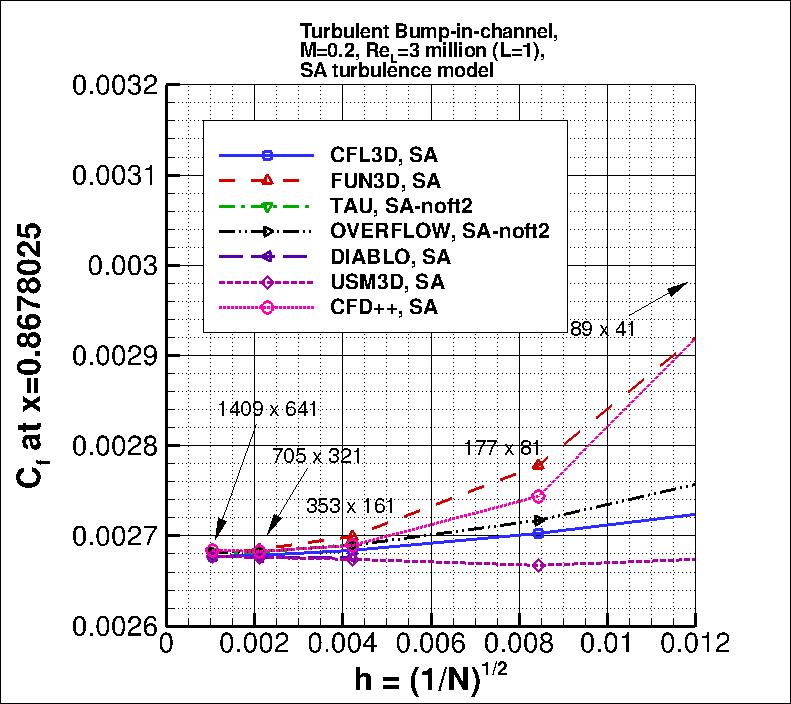 Turbulent Bump-in-channel,
M=0.2, Re_L=3 million (L=1),
SA turbulence model
0.0032
0.0031
0.003
0.0029
0.0028
0.0027
0.0026
C_f at x=0.8678025
CFL3D, SA
FUN3D, SA
TAU, SA-noft2
OVERFLOW, SA-noft2
DIABLO, SA
USM3D, SA
CFD++, SA
89 x 41
1409 x 641
705 x 321
353 x 161
177 x 81
0 0.002 0.004 0.006 0.008 0.01 0.012
h = (1/N)^1/2